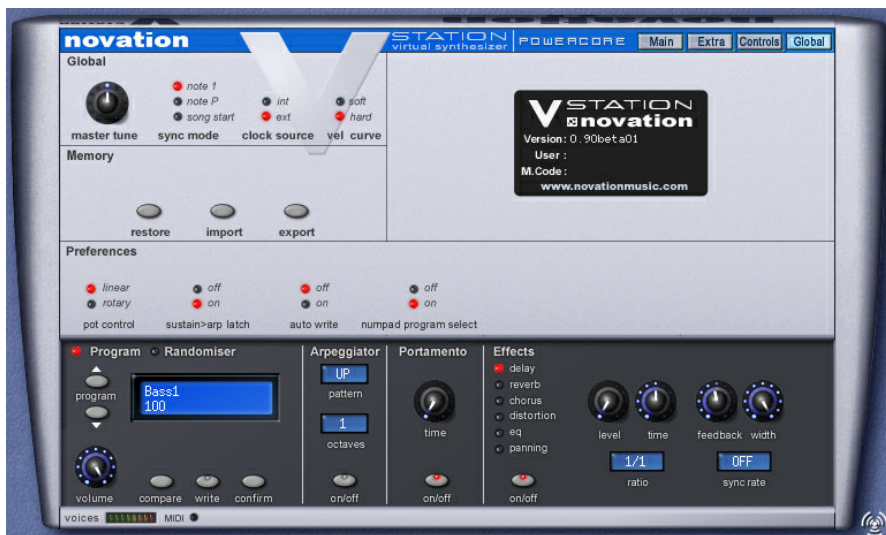 novation
STATION
virtual synthesizer
POWERCORE
Main
Extra
Controls
Global
Global
note 1
note P
song start
int
ext
soft
hard
master tune
sync mode
clock source
vel curve
Memory
restore
import
export
V STATION
novation
Version: 0.90beta01
User :
M.Code :
www.novationmusic.com
Preferences
linear
rotary
off
on
off
on
off
on
pot control
sustain>arp latch
auto write
numpad program select
Program
Randomiser
program
Bass1
100
volume
compare
write
confirm
Arpeggiator
UP
pattern
1
octaves
on/off
Portamento
time
on/off
Effects
delay
reverb
chorus
distortion
eq
panning
on/off
level
time
feedback
width
1/1
ratio
OFF
sync rate
voices
MIDI